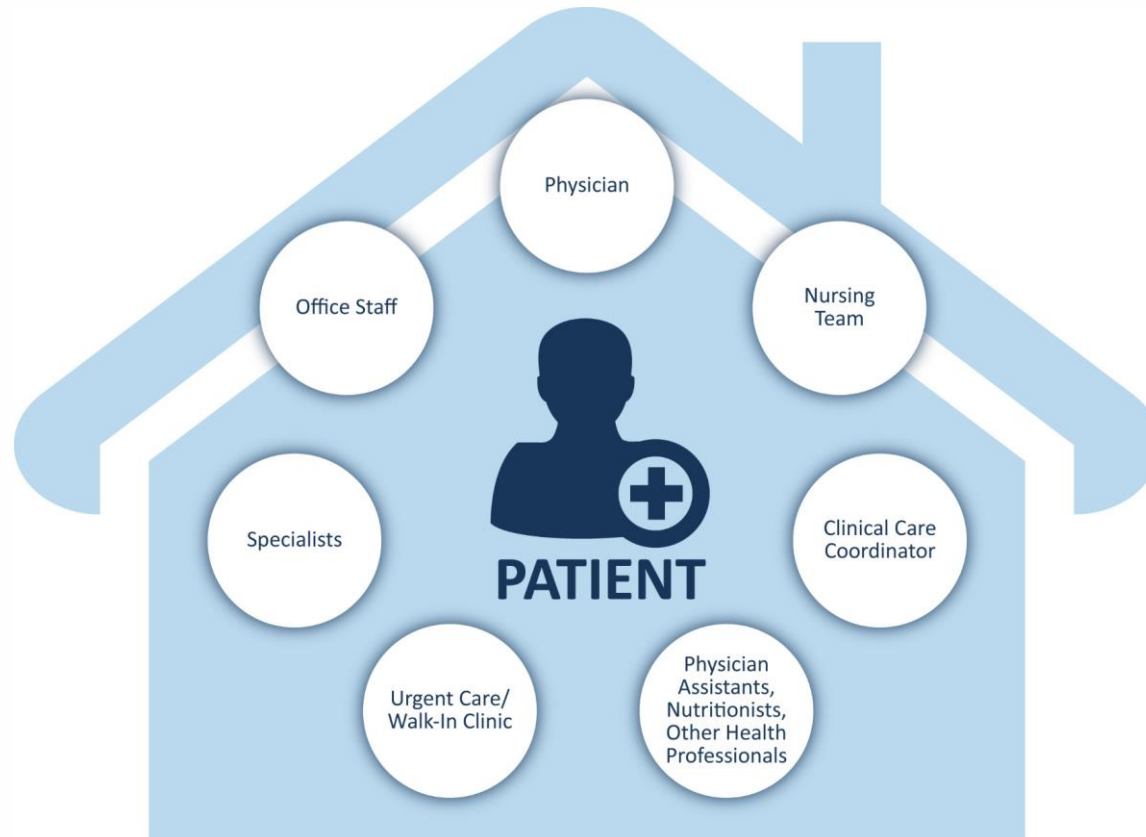 Physician
Office Staff
Nursing
Team
Specialists
PATIENT
Clinical Care
Coordinator
Urgent Care/
Walk-In Clinic
Physician
Assistants,
Nutritionists,
Other Health
Professionals